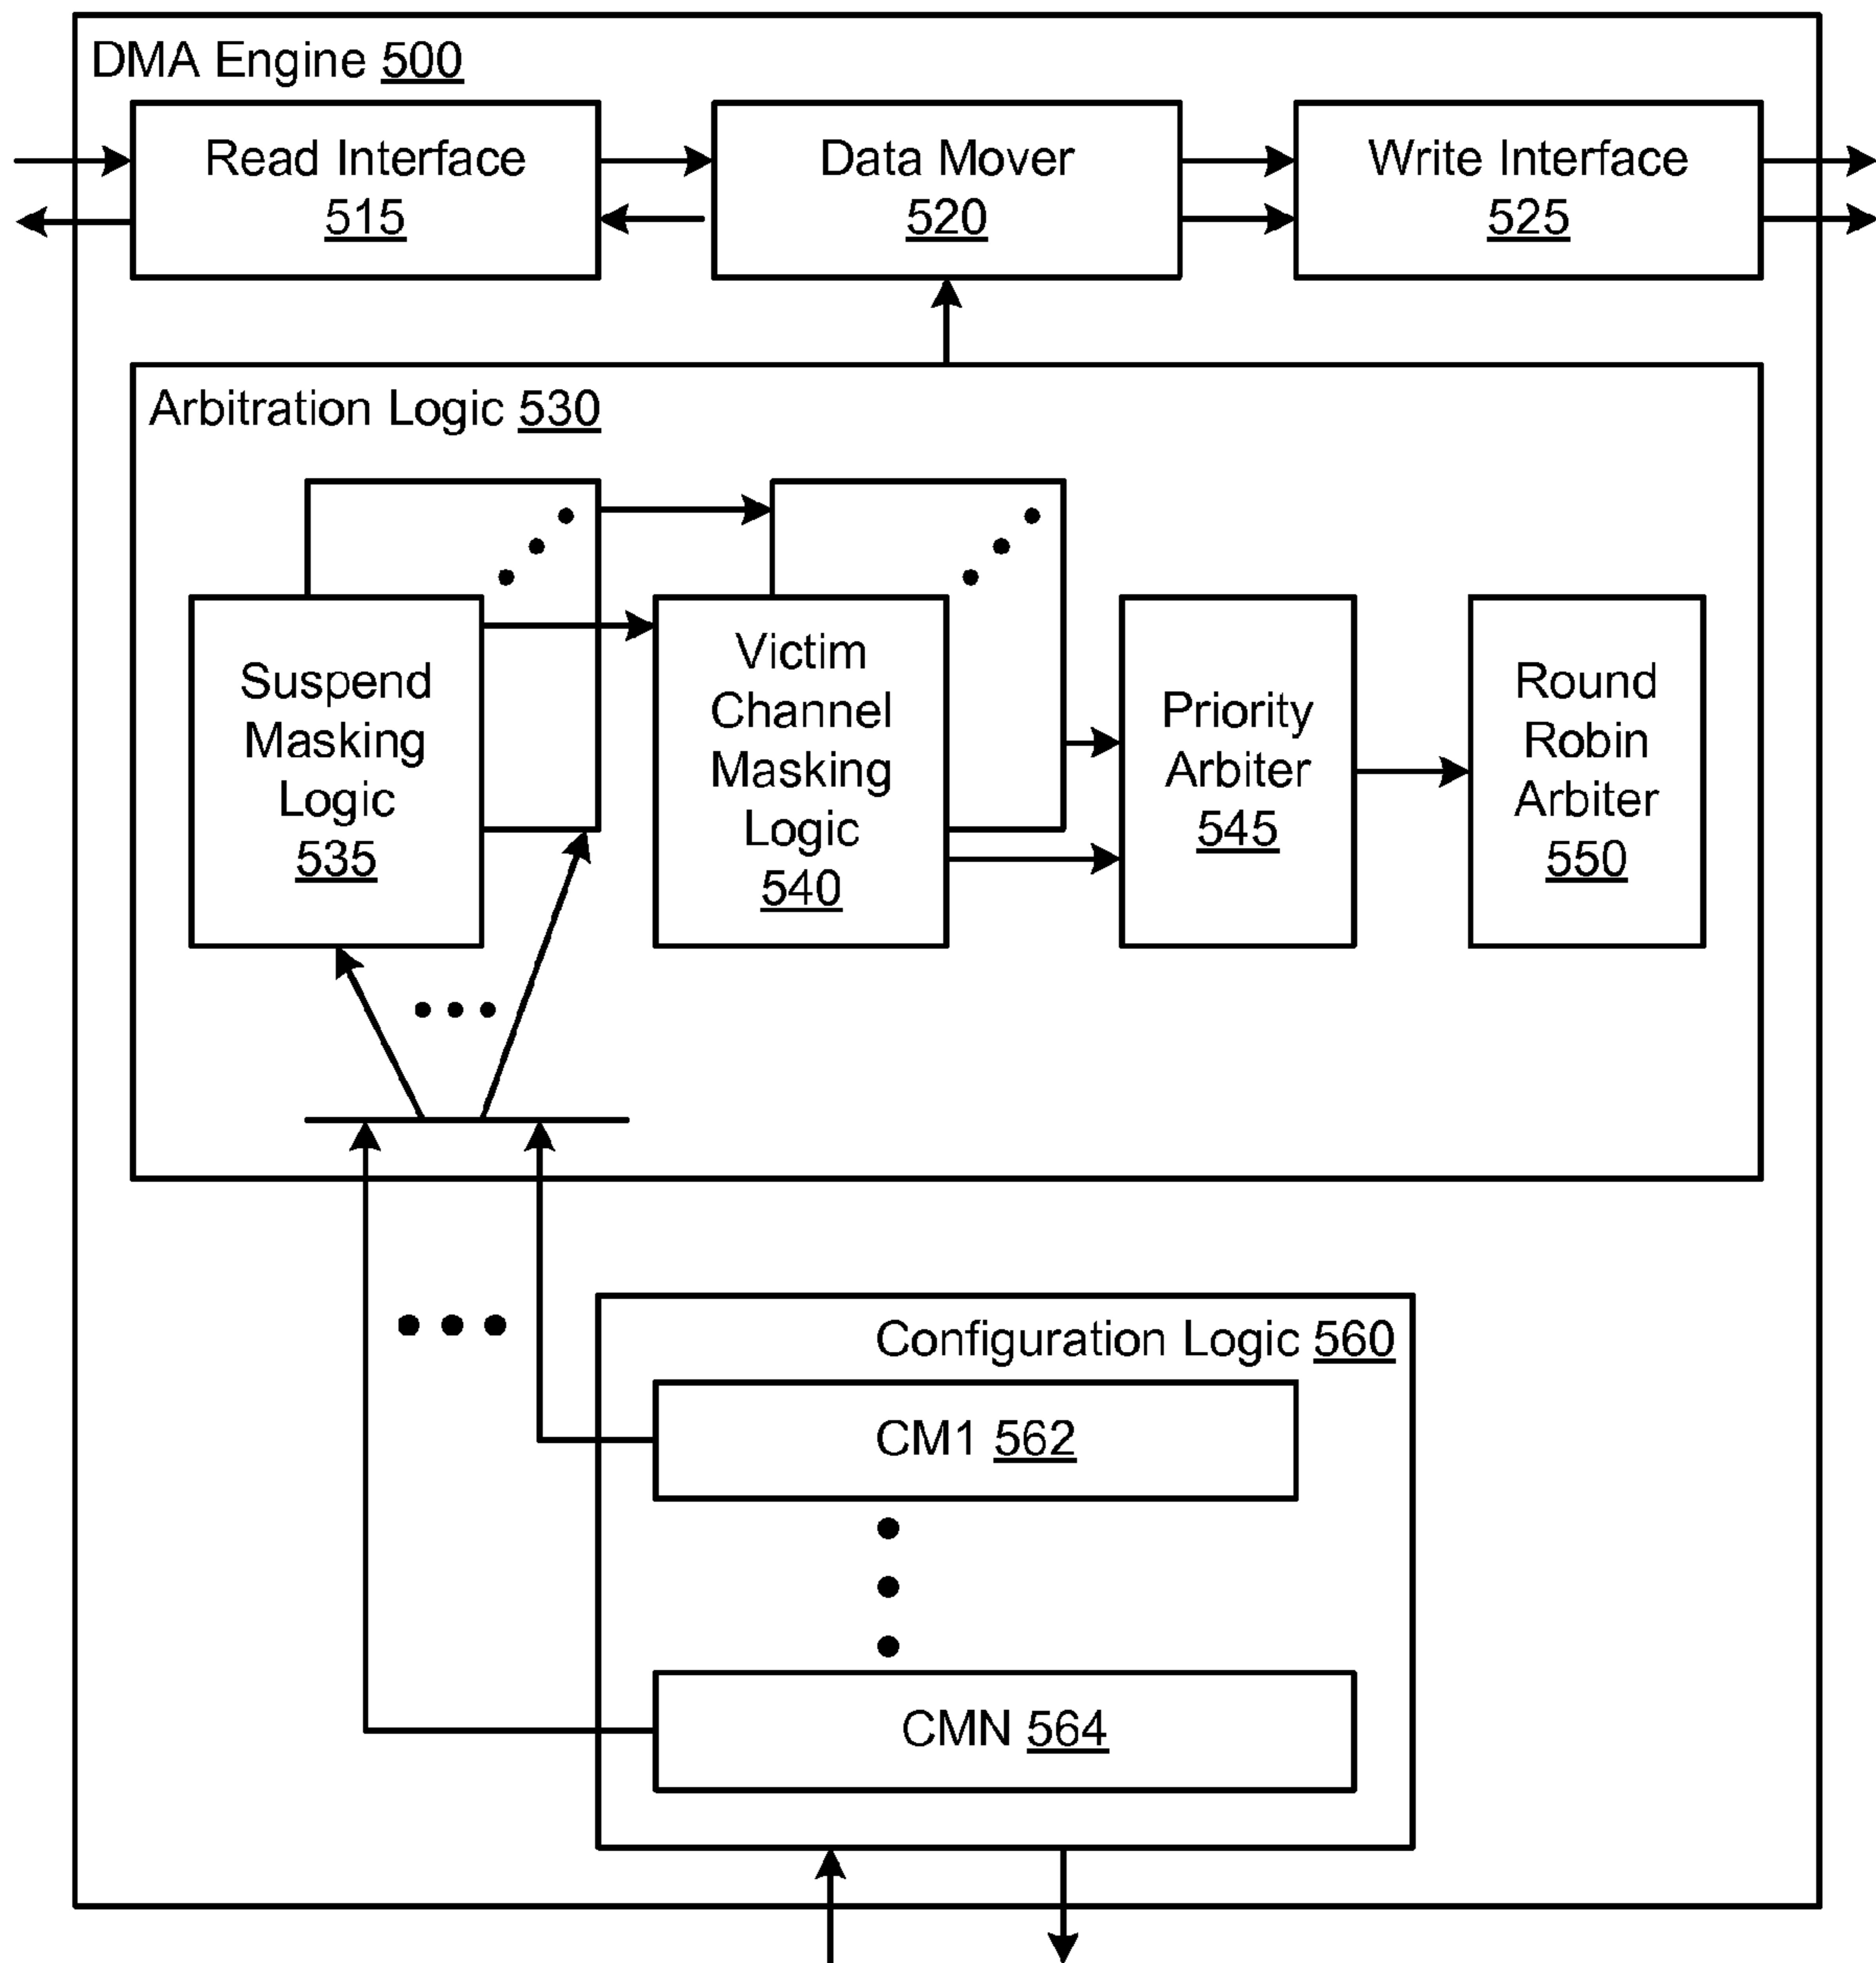 DMA Engine 500
Read Interface
515
Data Mover
520
Write Interface
525
Arbitration Logic 530
Suspend
Masking
Logic
535
Victim
Channel
Masking
Logic
540
Priority
Arbiter
545
Round
Robin
Arbiter
550
Configuration Logic 560
CM1 562
CMN 564